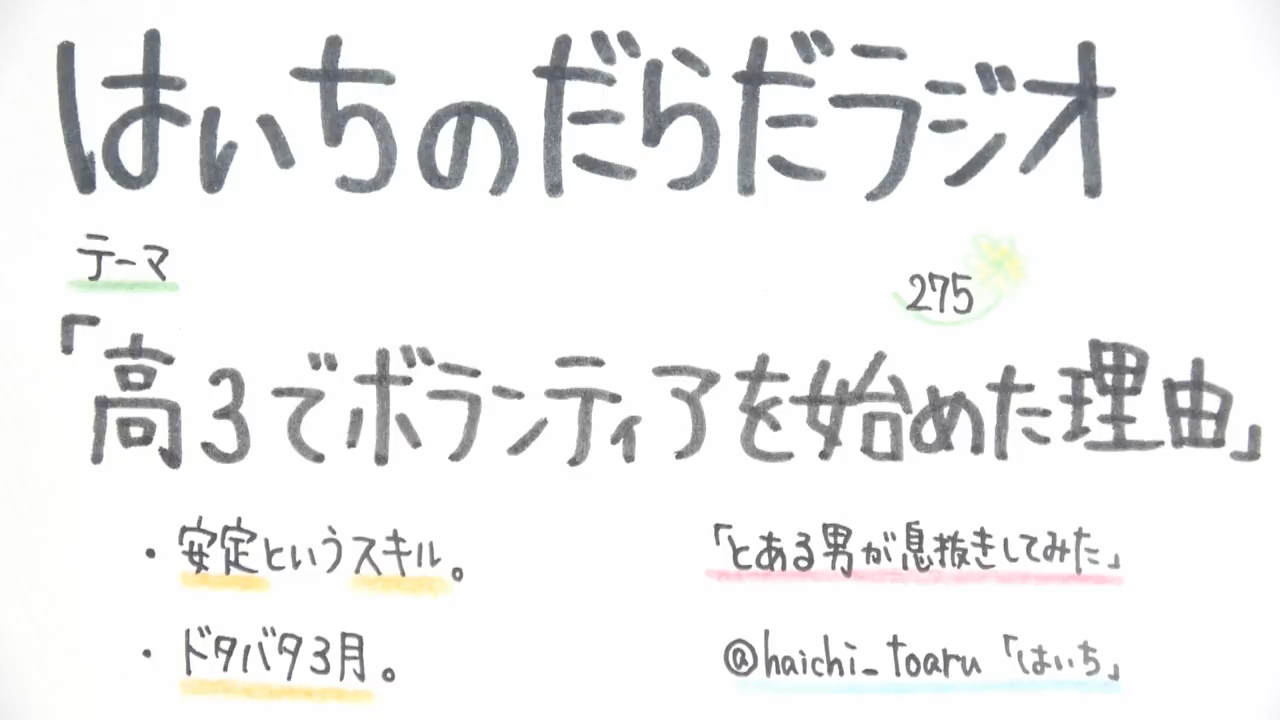 はいちのだらだラジオ
テーマ
275
「高3でボランティアを始めた理由」
・安定というスキル。
「とある男が息抜きしてみた」
・ドタバタ3月。
@haichi_toaru「はいち」